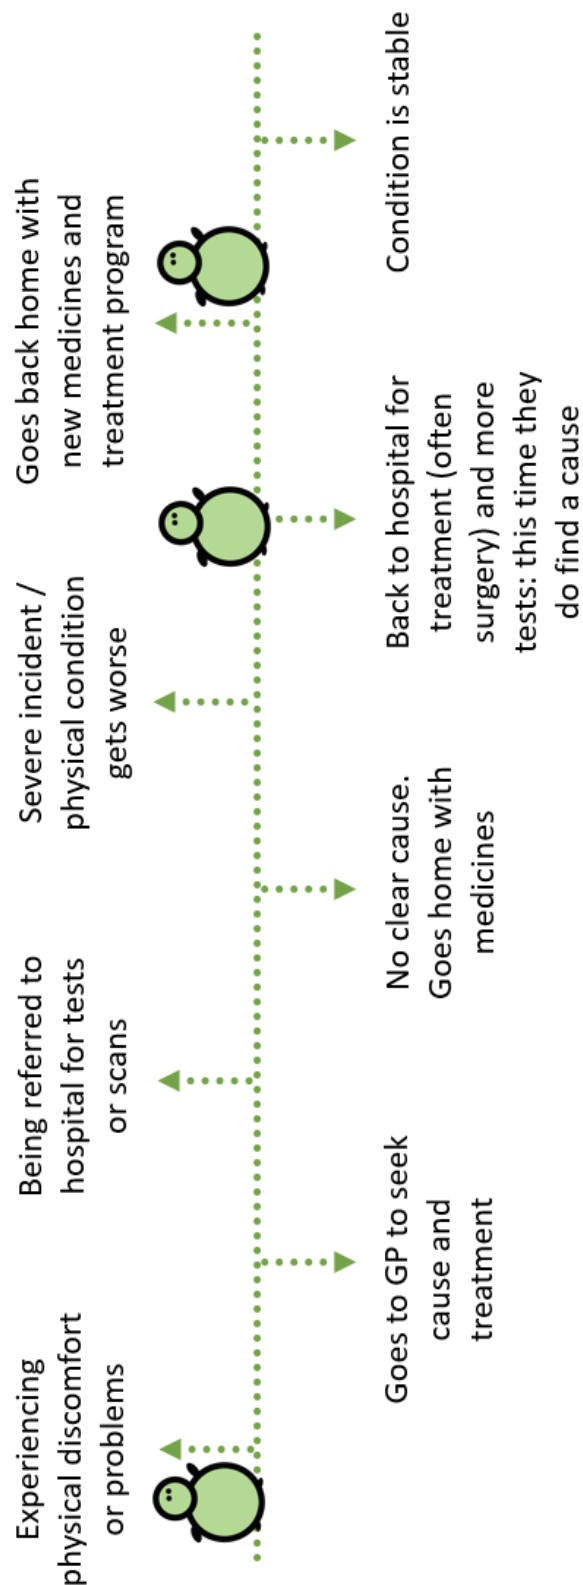 Experiencing
physical discomfort
or problems
Goes to GP to seek
cause and
treatment
Being referred to
hospital for tests
or scans
No clear cause.
Goes home with
medicines
Severe incident /
physical condition
gets worse
Back to hospital for
treatment (often
surgery) and more
tests: this time they
do find a cause
Goes back home with
new medicines and
treatment program
Condition is stable